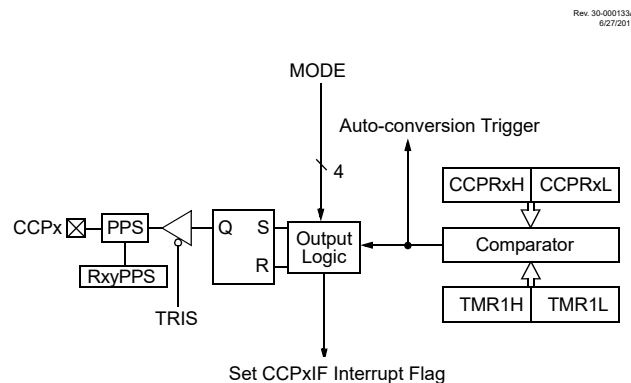 Rev. 30-000133
6/27/201
MODE
Auto-conversion Trigger
4
CCPRxH CCPRxL
CCPx PPS Q S Output Logic Comparator
R
RxyPPS
TMR1H TMR1L
TRIS
Set CCPxIF Interrupt Flag